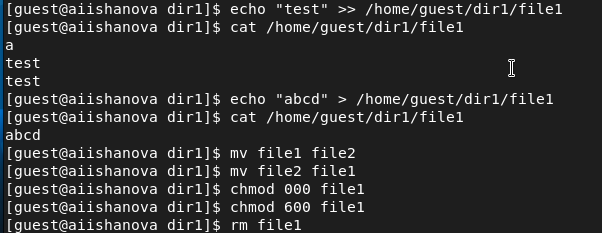 [guest@aiishanova dir1]$ echo "test" >> /home/guest/dir1/file1
[guest@aiishanova dir1]$ cat /home/guest/dir1/file1
a
test
test
[guest@aiishanova dir1]$ echo "abcd" > /home/guest/dir1/file1
[guest@aiishanova dir1]$ cat /home/guest/dir1/file1
abcd
[guest@aiishanova dir1]$ mv file1 file2
[guest@aiishanova dir1]$ mv file2 file1
[guest@aiishanova dir1]$ chmod 000 file1
[guest@aiishanova dir1]$ chmod 600 file1
[guest@aiishanova dir1]$ rm file1